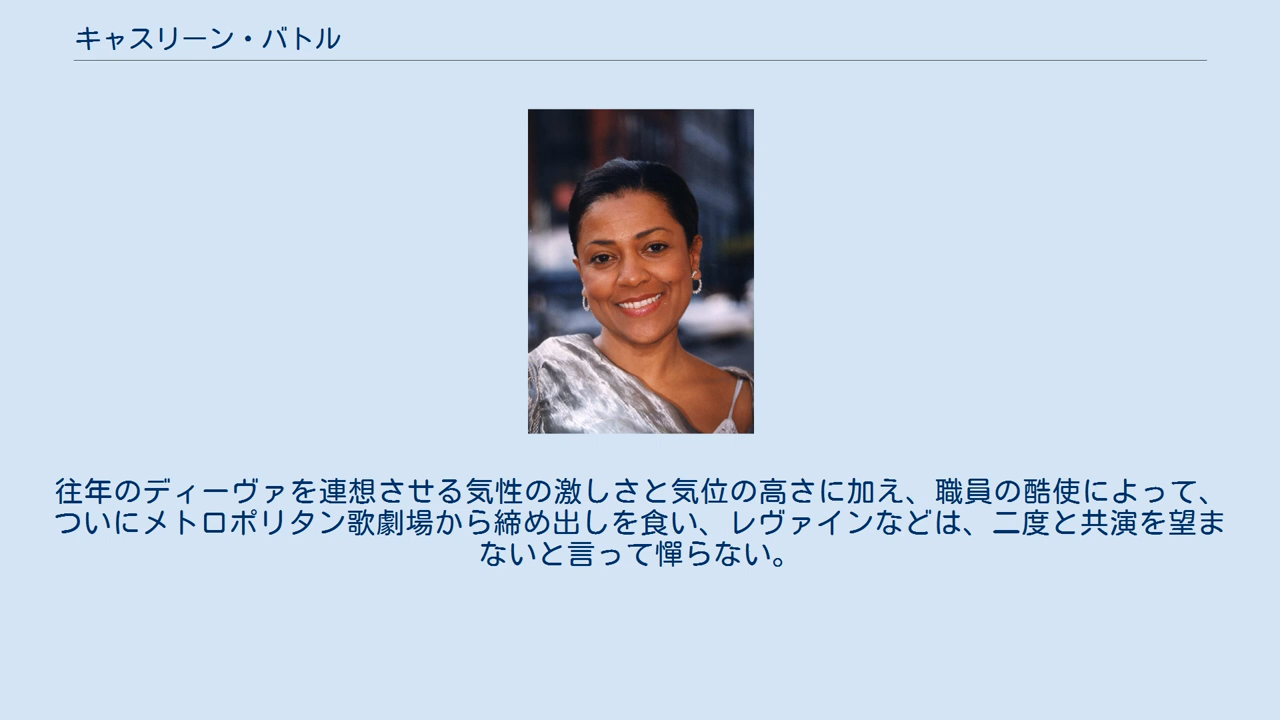 キャスリーン・バトル
往年のディーヴァを連想させる気性の激しさと気位の高さに加え、職員の酷使によって、
ついにメトロポリタン歌劇場から締め出しを食い、レヴァインなどは、二度と共演を望ま
ないと言って憚らない。